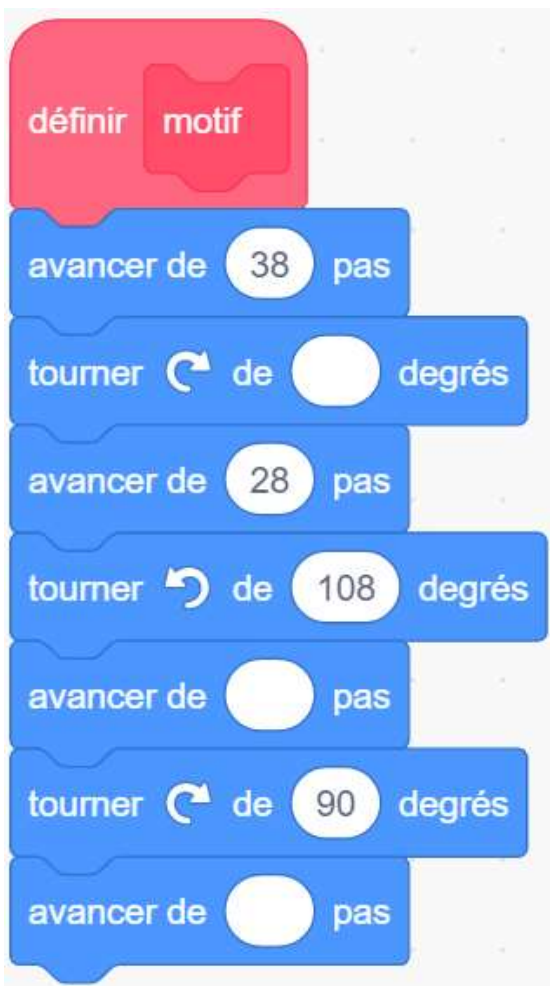 définir motif
avancer de 38 pas
tourner de degrés
avancer de 28 pas
tourner de 108 degrés
avancer de pas
tourner de 90 degrés
avancer de pas